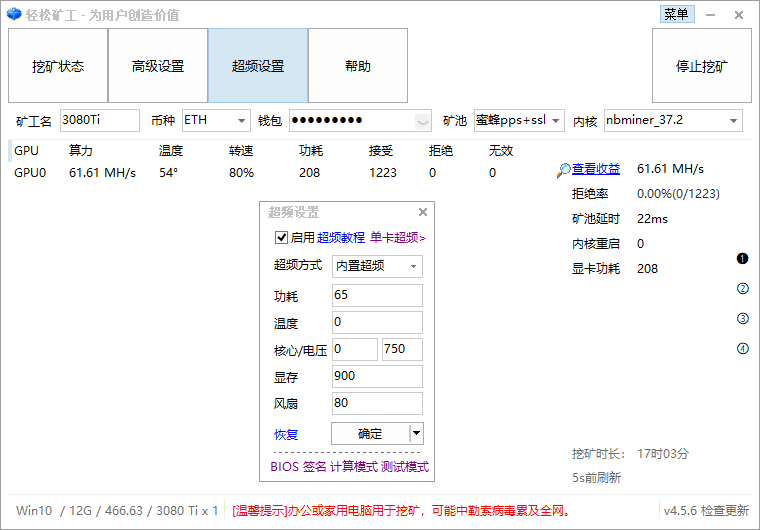 轻松矿工 - 为用户创造价值 菜单
挖矿状态 高级设置 超频设置 帮助 停止挖矿
矿工名 3080Ti 币种 ETH 钱包 ●●●●●●●●● 矿池 蜜蜂pps+ssl 内核 nbminer_37.2
GPU 算力 温度 转速 功耗 接受 拒绝 无效
GPU0 61.61 MH/s 54° 80% 208 1223 0 0
查看收益 61.61 MH/s
拒绝率 0.00%(0/1223)
矿池延时 22ms
内核重启 0
显卡功耗 208
1
2
3
4
超频设置
启用 超频教程 单卡超频>
超频方式 内置超频
功耗 65
温度 0
核心/电压 0 750
显存 900
风扇 80
恢复 确定
BIOS 签名 计算模式 测试模式
挖矿时长: 17时03分
5s前刷新
Win10 / 12G / 466.63 / 3080 Ti x 1 [温馨提示]办公或家用电脑用于挖矿，可能中勒索病毒累及全网。 v4.5.6 检查更新